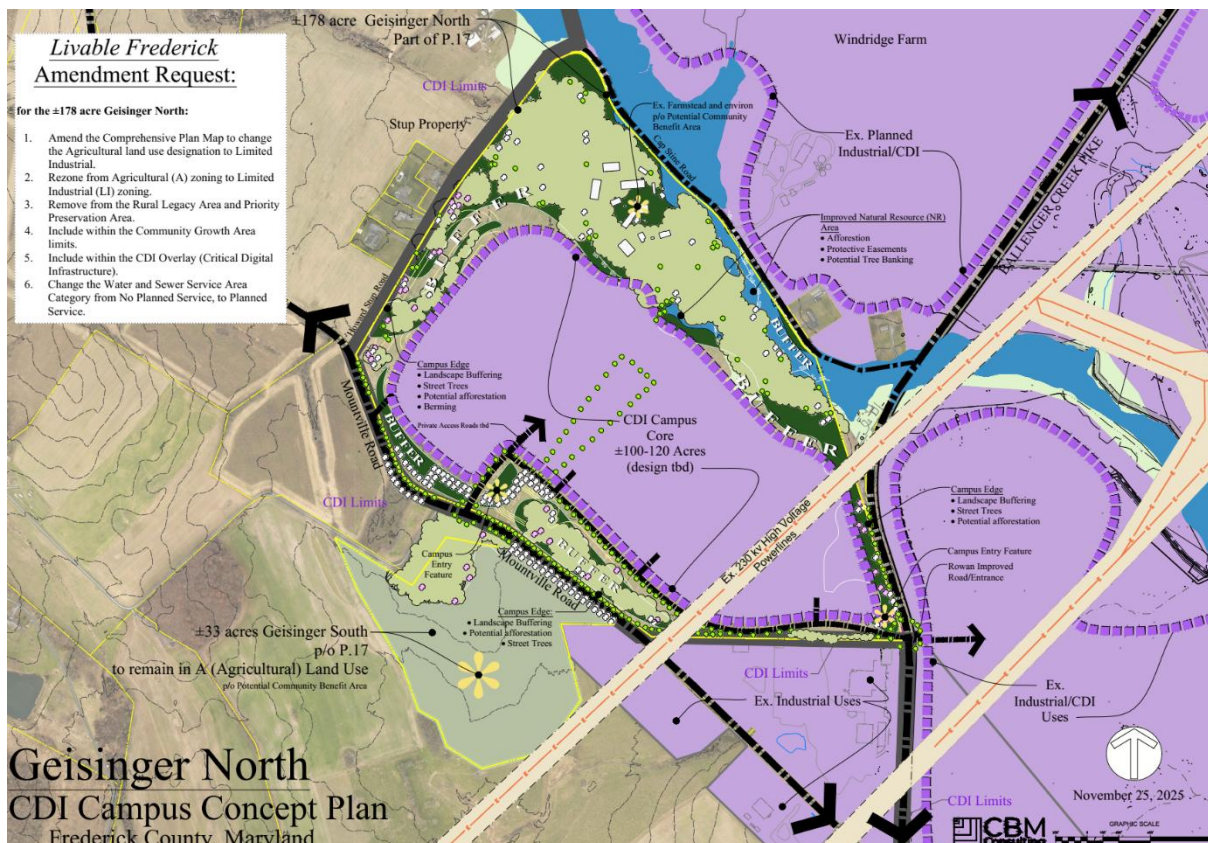 Livable Frederick
Amendment Request:
for the ±178 acre Geisinger North:
1. Amend the Comprehensive Plan Map to change
the Agricultural land use designation to Limited
Industrial.
2. Rezone from Agricultural (A) zoning to Limited
Industrial (LI) zoning.
3. Remove from the Rural Legacy Area and Priority
Preservation Area.
4. Include within the Community Growth Area
limits.
5. Include within the CDI Overlay (Critical Digital
Infrastructure).
6. Change the Water and Sewer Service Area
Category from No Planned Service, to Planned
Service.
±178 acre Geisinger North
Part of P.17
CDI Limits
Stup Property
Windridge Farm
Ex. Farmstead and environ
p/o Potential Community
Benefit Area
Cap Stine Road
Ex. Planned
Industrial/CDI
BALLENGER CREEK PIKE
Improved Natural Resource (NR)
Area
● Afforestion
● Protective Easements
● Potential Tree Banking
BUFFER
BUFFER
BUFFER
Howard Stup Road
Campus Edge
● Landscape Buffering
● Street Trees
● Potential afforestation
● Berming
Private Access Roads tbd
CDI Campus
Core
±100-120 Acres
(design tbd)
Mountville Road
BUFFER
CDI Limits
Campus
Entry
Feature
Mountville Road
BUFFER
Ex. 230 kv High Voltage
Powerlines
Campus Edge
● Landscape Buffering
● Street Trees
● Potential afforestation
Campus Entry Feature
Rowan Improved
Road/Entrance
Campus Edge:
● Landscape Buffering
● Potential afforestation
● Street Trees
±33 acres Geisinger South
p/o P.17
to remain in A (Agricultural) Land Use
p/o Potential Community Benefit Area
CDI Limits
Ex. Industrial Uses
Ex.
Industrial/CDI
Uses
Geisinger North
CDI Campus Concept Plan
Frederick County, Maryland
November 25, 2025
CDI Limits
CBM
Consulting
GRAPHIC SCALE